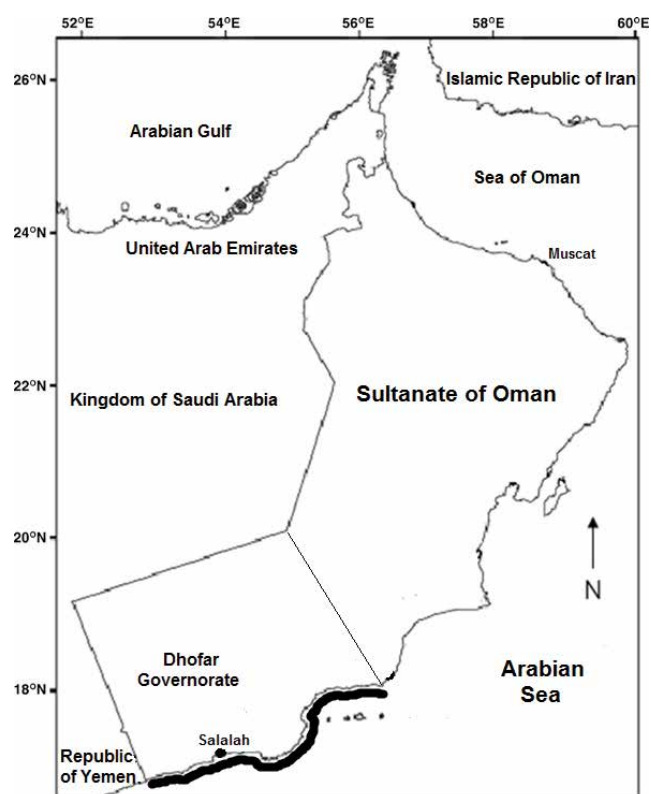 52°E
54°E
56°E
58°E
60°E
26°N
Islamic Republic of Iran
Arabian Gulf
Sea of Oman
24°N
United Arab Emirates
Muscat
22°N
Kingdom of Saudi Arabia
Sultanate of Oman
20°N
N
Dhofar
Governorate
Arabian
Sea
18°N
Salalah
Republic
of Yemen